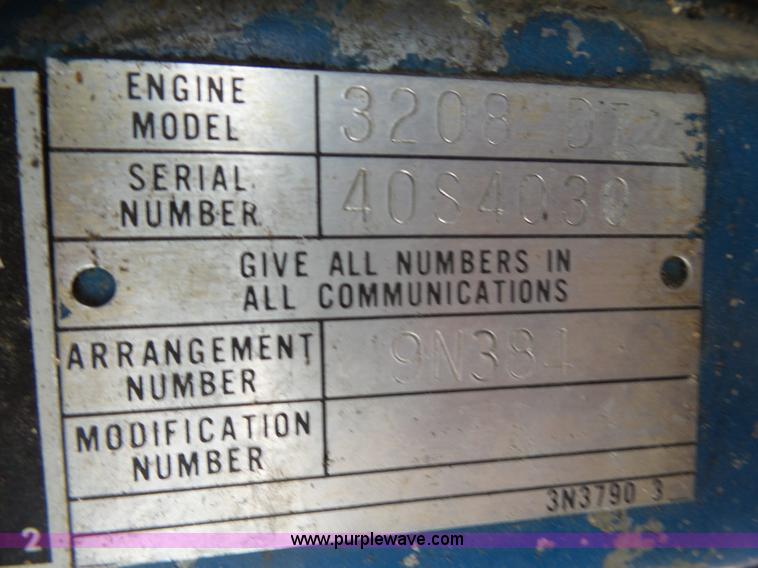 ENGINE MODEL 3208 DI
SERIAL NUMBER 40S4030
GIVE ALL NUMBERS IN
ALL COMMUNICATIONS
ARRANGEMENT NUMBER 9N384
MODIFICATION NUMBER
3N3790 3
2
www.purplewave.com